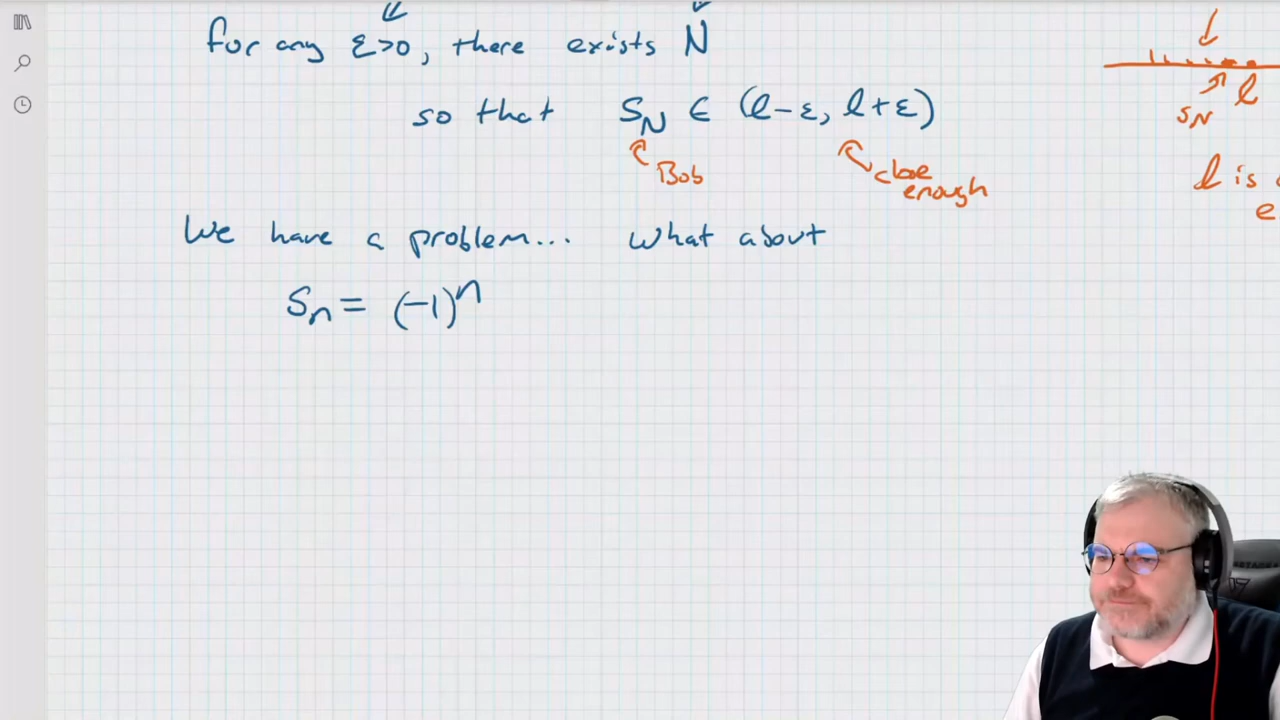 For any ε>0, there exists N
so that S_N ∈ (l-ε, l+ε)
Bob
close enough
l
S_N
l is
We have a problem... What about
S_n = (-1)^n